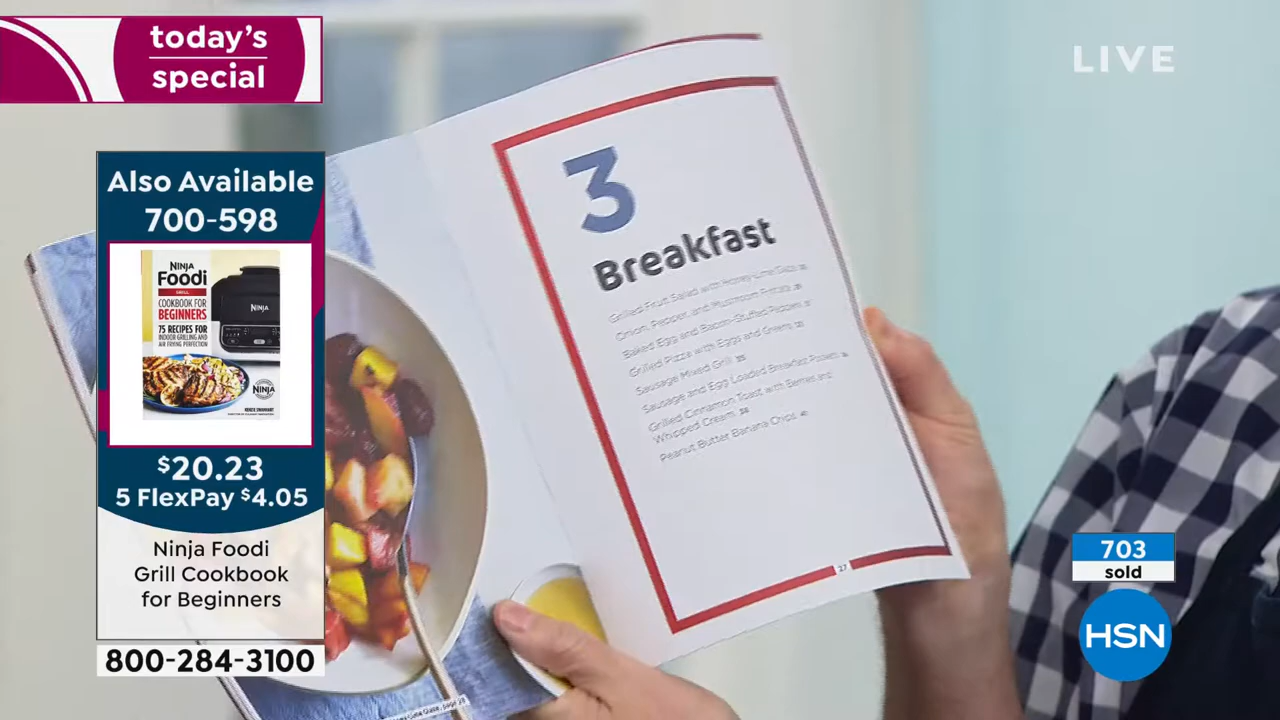 today's
special
LIVE
Also Available
700-598
NINJA
Foodi
GRILL
COOKBOOK FOR
BEGINNERS
75 RECIPES FOR
INDOOR GRILLING AND
AIR FRYING PERFECTION
NINJA
NINJA
$20.23
5 FlexPay $4.05
Ninja Foodi
Grill Cookbook
for Beginners
800-284-3100
3
Breakfast
Grilled Fruit Salad with Honey-Lime Glaze
Onion, Pepper, and Mushroom Frittata
Baked Egg and Bacon–Stuffed Peppers
Grilled Pizza with Eggs and Greens
Sausage Mixed Grill
Sausage and Egg Loaded Breakfast Pockets
Grilled Cinnamon Toast with Berries and
Whipped Cream
Peanut Butter Banana Chips
27
703
sold
HSN